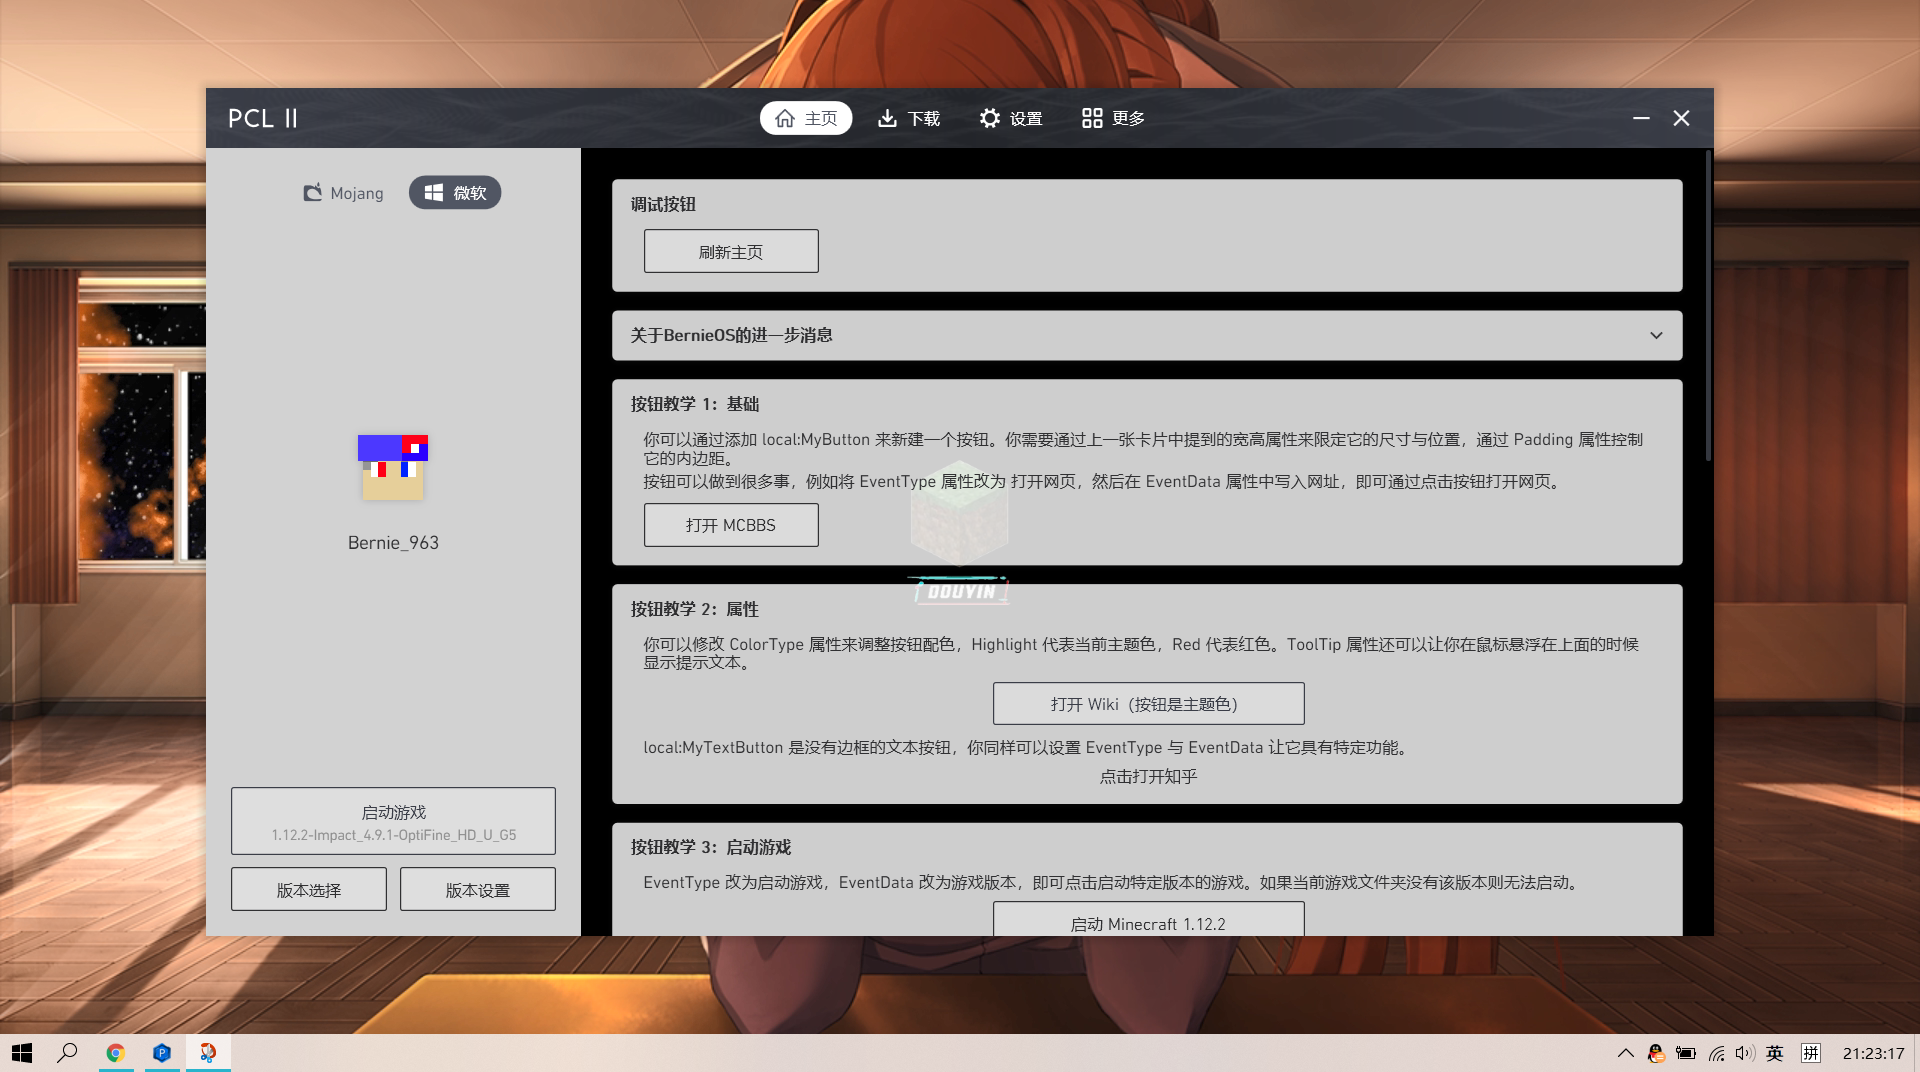 PCL II
主页
下载
设置
更多
Mojang
微软
Bernie_963
启动游戏
1.12.2-Impact_4.9.1-OptiFine_HD_U_G5
版本选择
版本设置
调试按钮
刷新主页
关于BernieOS的进一步消息
按钮教学 1：基础
你可以通过添加 local:MyButton 来新建一个按钮。你需要通过上一张卡片中提到的宽高属性来限定它的尺寸与位置，通过 Padding 属性控制
它的内边距。
按钮可以做到很多事，例如将 EventType 属性改为 打开网页，然后在 EventData 属性中写入网址，即可通过点击按钮打开网页。
打开 MCBBS
DOUYIN
按钮教学 2：属性
你可以修改 ColorType 属性来调整按钮配色，Highlight 代表当前主题色，Red 代表红色。ToolTip 属性还可以让你在鼠标悬浮在上面的时候
显示提示文本。
打开 Wiki（按钮是主题色）
local:MyTextButton 是没有边框的文本按钮，你同样可以设置 EventType 与 EventData 让它具有特定功能。
点击打开知乎
按钮教学 3：启动游戏
EventType 改为启动游戏，EventData 改为游戏版本，即可点击启动特定版本的游戏。如果当前游戏文件夹没有该版本则无法启动。
启动 Minecraft 1.12.2
P
英
拼
21:23:17